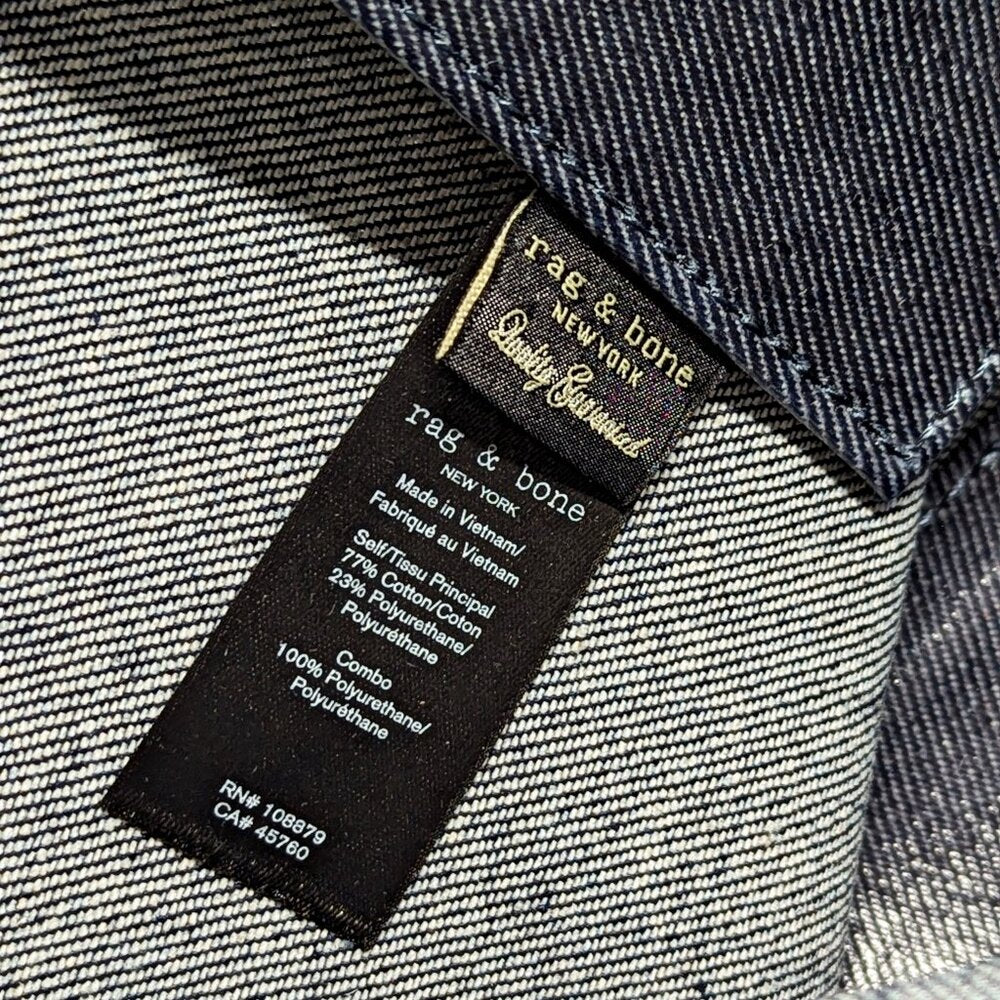 rag & bone
NEW YORK
Quality Garments
rag & bone
NEW YORK
Made in Vietnam/
Fabriqué au Vietnam
Self/Tissu Principal
77% Cotton/Coton
23% Polyurethane/
Polyuréthane
Combo
100% Polyurethane/
Polyuréthane
RN# 108879
CA# 45760